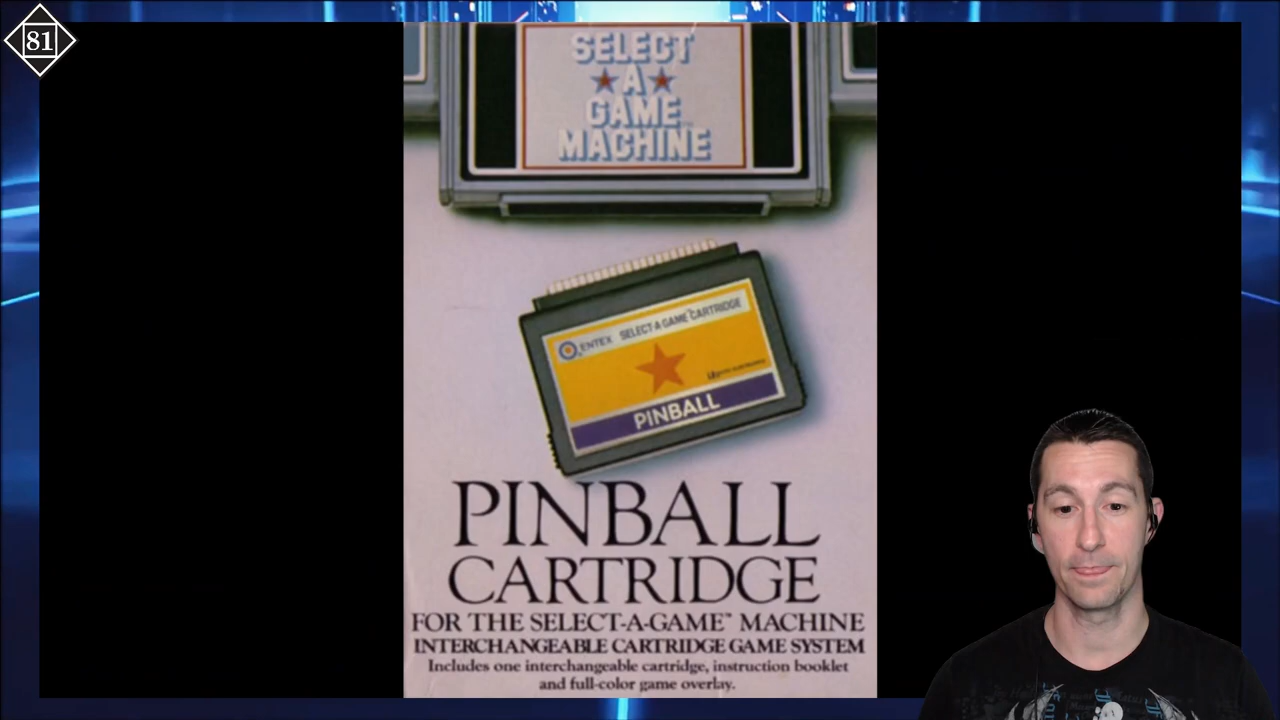 81
SELECT
A
GAME
MACHINE
ENTEX SELECT-A-GAME CARTRIDGE
PINBALL
PINBALL
CARTRIDGE
FOR THE SELECT-A-GAME™ MACHINE
INTERCHANGEABLE CARTRIDGE GAME SYSTEM
Includes one interchangeable cartridge, instruction booklet
and full-color game overlay.